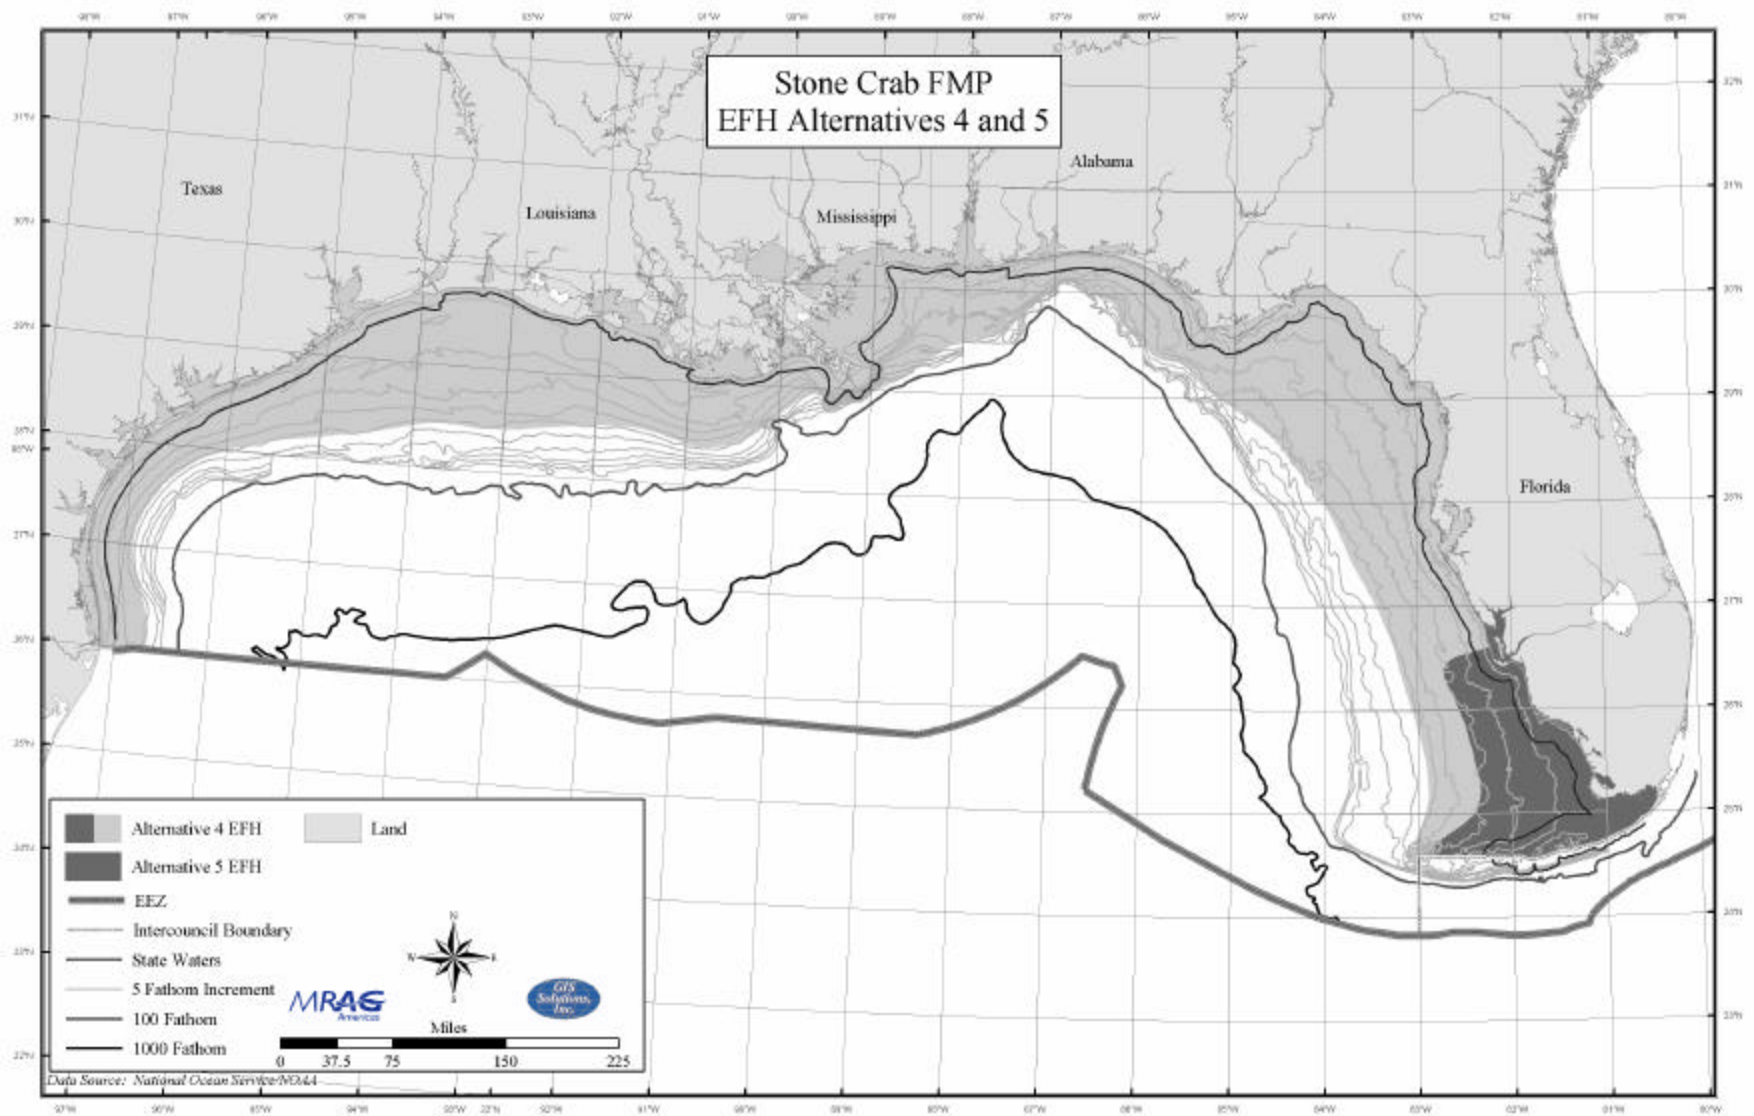 Stone Crab FMP
EFH Alternatives 4 and 5
Alabama
Texas
Louisiana
Mississippi
Florida
Alternative 4 EFH
Land
Alternative 5 EFH
EEZ
Intercouncil Boundary
State Waters
5 Fathom Increment
100 Fathom
1000 Fathom
N
W
E
S
MRAG
Americas
GIS
Solutions,
Inc.
Miles
0 37.5 75 150 225
Data Source: National Ocean Service/NOAA